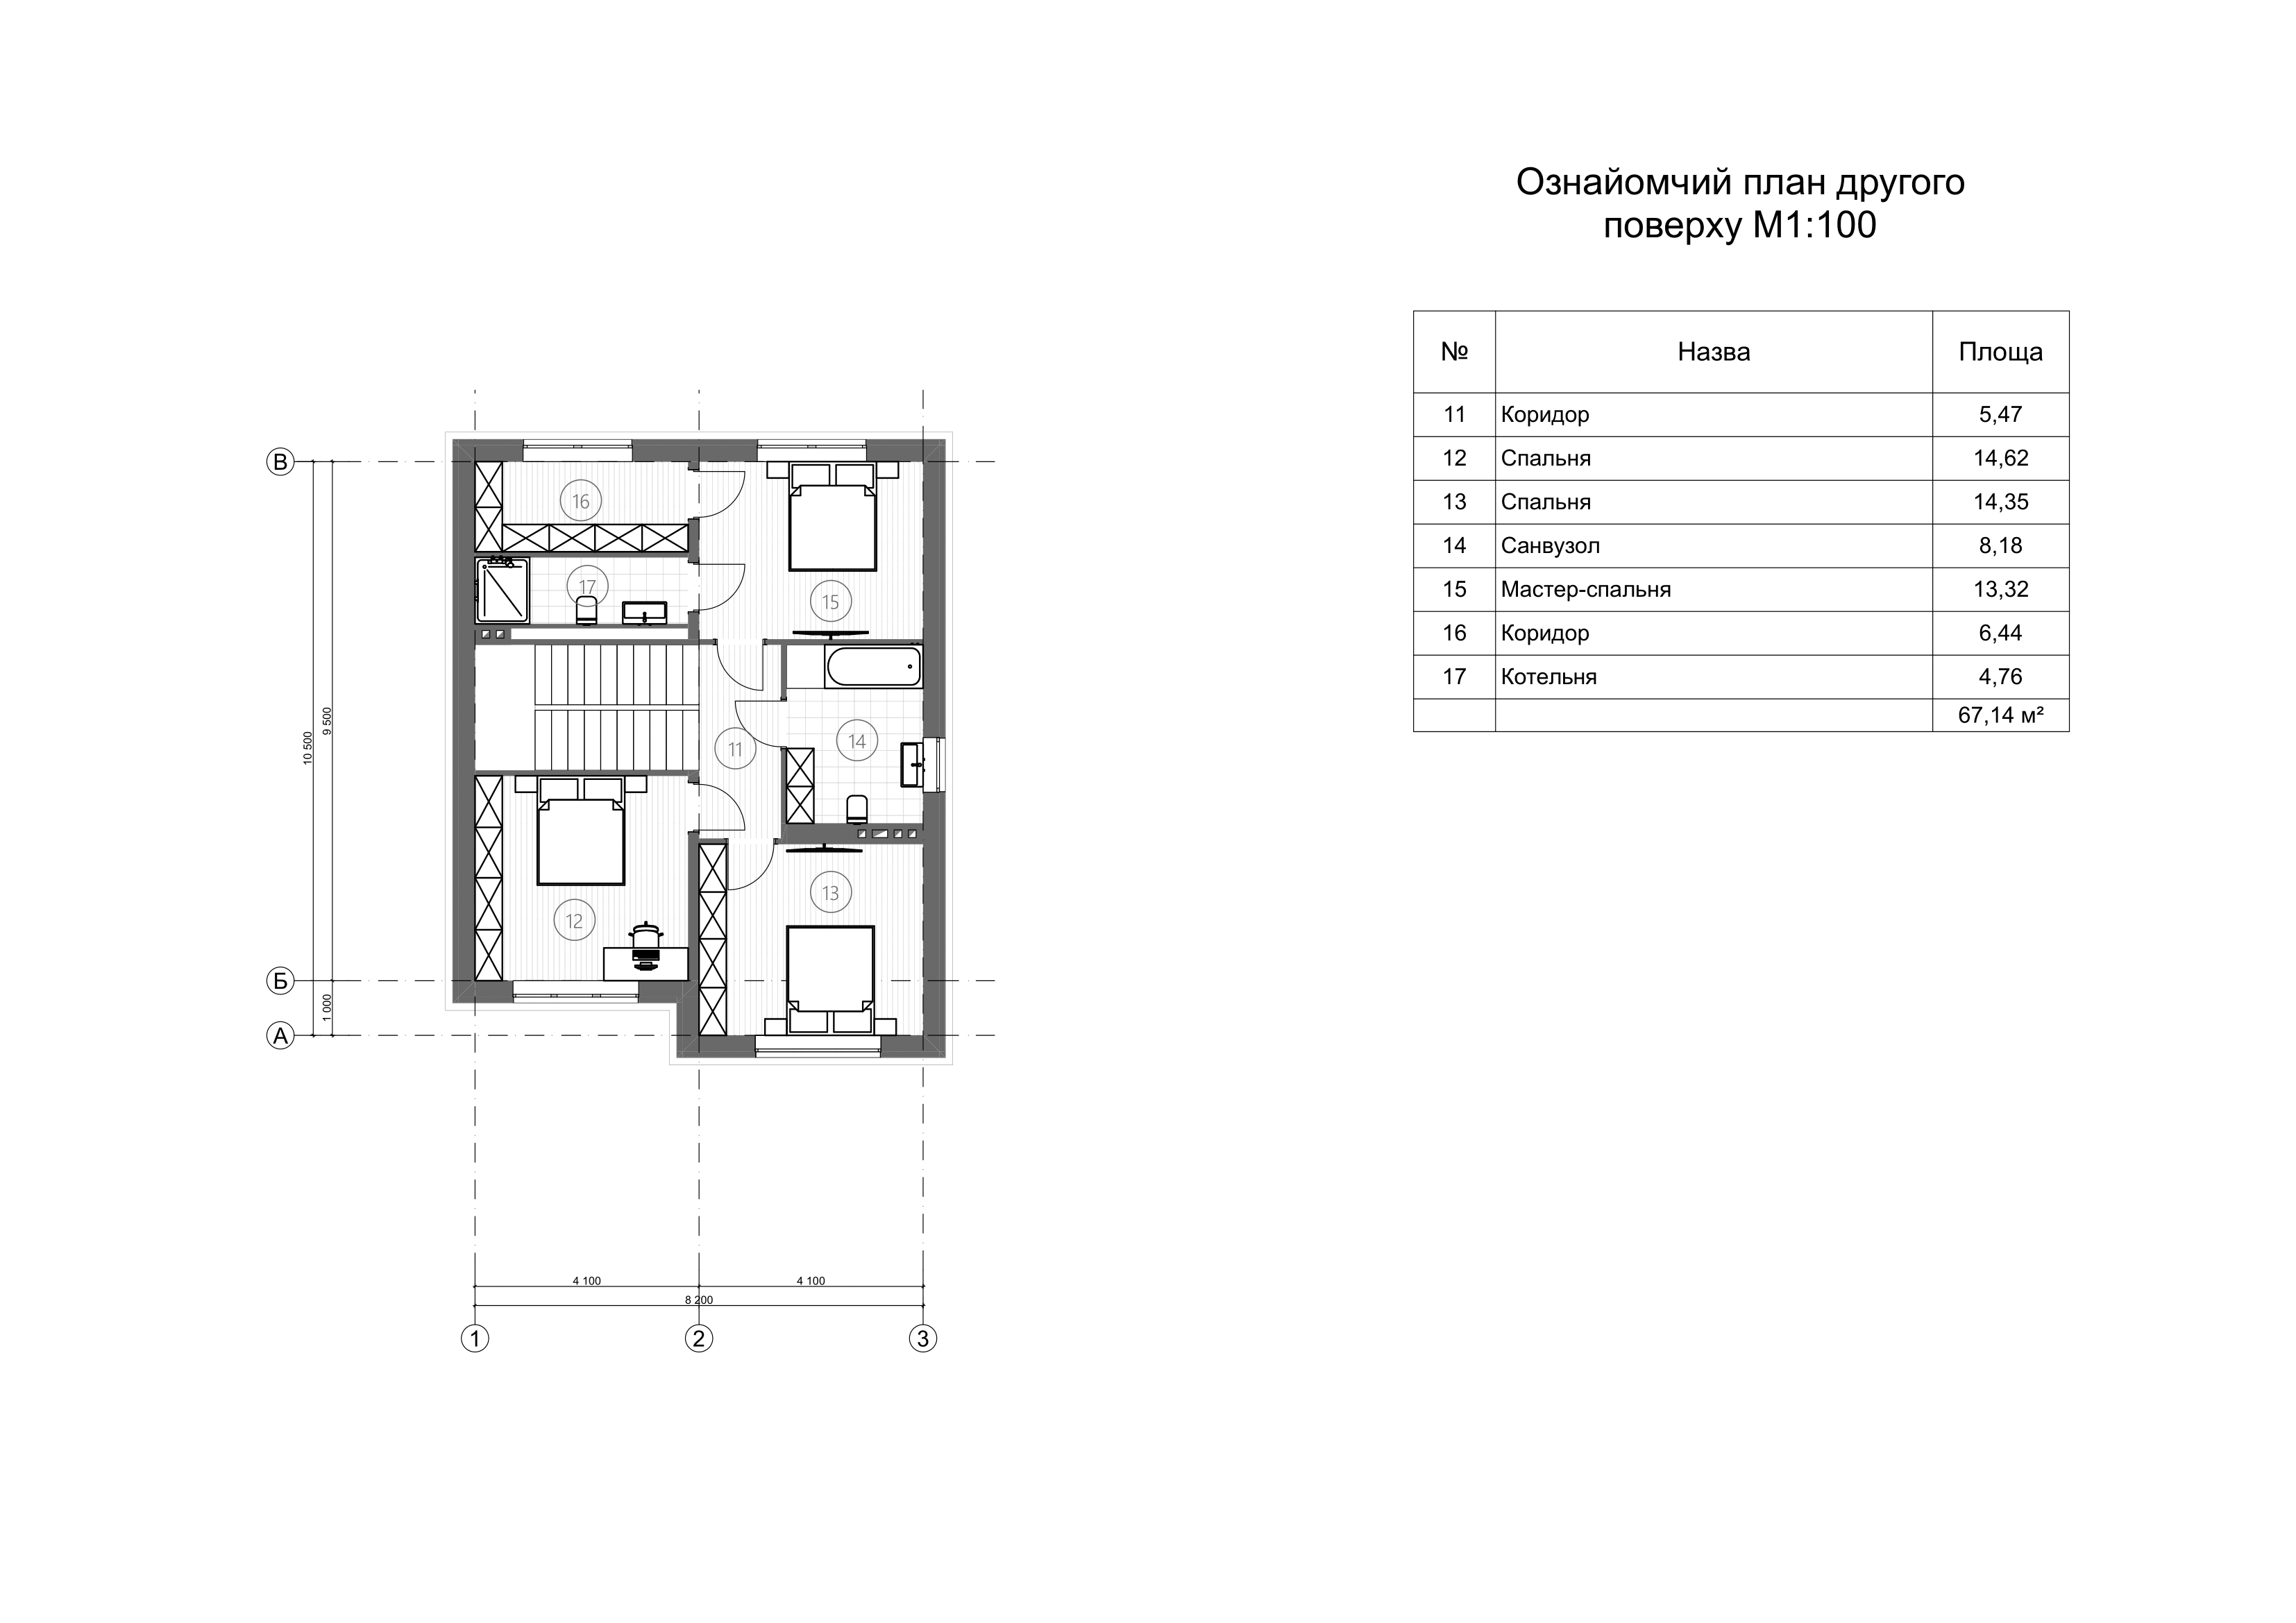 Ознайомчий план другого
поверху М1:100
№ Назва Площа
11 Коридор 5,47
12 Спальня 14,62
13 Спальня 14,35
14 Санвузол 8,18
15 Мастер-спальня 13,32
16 Коридор 6,44
17 Котельня 4,76
67,14 м²
В
16
17
15
9 500
10 500
11
14
13
12
Б
1 000
А
4 100 4 100
8 200
1 2 3